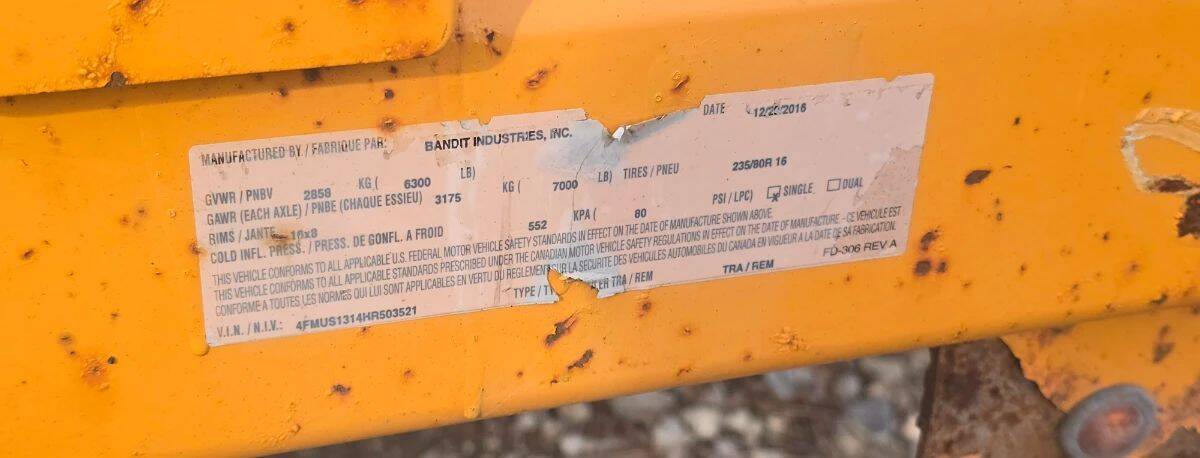 MANUFACTURED BY / FABRIQUE PAR: BANDIT INDUSTRIES, INC. DATE 12/29/2016
GVWR / PNBV 2858 KG ( 6300 LB)
GAWR (EACH AXLE) / PNBE (CHAQUE ESSIEU) 3175 KG ( 7000 LB) TIRES / PNEU 235/80R 16
RIMS / JANTE 16x8
COLD INFL. PRESS. / PRESS. DE GONFL. A FROID 552 KPA ( 80 PSI / LPC) SINGLE DUAL
THIS VEHICLE CONFORMS TO ALL APPLICABLE U.S. FEDERAL MOTOR VEHICLE SAFETY STANDARDS IN EFFECT ON THE DATE OF MANUFACTURE SHOWN ABOVE.
THIS VEHICLE CONFORMS TO ALL APPLICABLE STANDARDS PRESCRIBED UNDER THE CANADIAN MOTOR VEHICLE SAFETY REGULATIONS IN EFFECT ON THE DATE OF MANUFACTURE - CE VEHICULE EST
CONFORME A TOUTES LES NORMES QUI LUI SONT APPLICABLES EN VERTU DU REGLEMENT SUR LA SECURITE DES VEHICULES AUTOMOBILES DU CANADA EN VIGUEUR A LA DATE DE SA FABRICATION.
V.I.N. / N.I.V.: 4FMUS1314HR503521 TYPE / TRA / REM TRA / REM FD-306 REV A